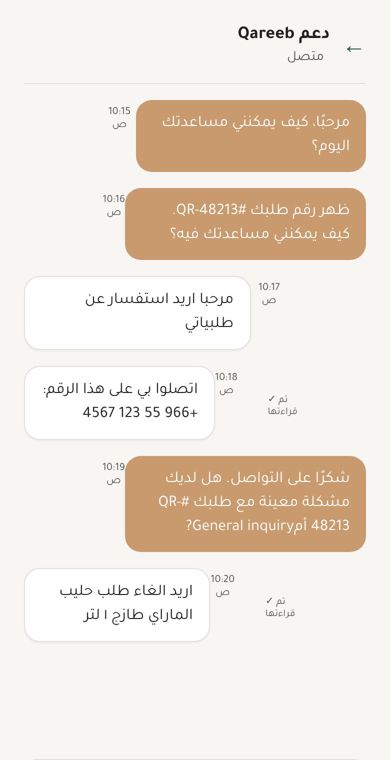 دعم Qareeb
متصل
10:15
ص
مرحبًا، كيف يمكنني مساعدتك
اليوم؟
10:16
ص
ظهر رقم طلبك #QR-48213.
كيف يمكنني مساعدتك فيه؟
10:17
ص
مرحبا اريد استفسار عن
طلبياتي
10:18
ص
تم ✓
قراءتها
اتصلوا بي على هذا الرقم:
+966 55 123 4567
10:19
ص
شكرًا على التواصل. هل لديك
مشكلة معينة مع طلبك #QR-
48213 أمGeneral inquiry?
10:20
ص
تم ✓
قراءتها
اريد الغاء طلب حليب
الماراي طازج ١ لتر